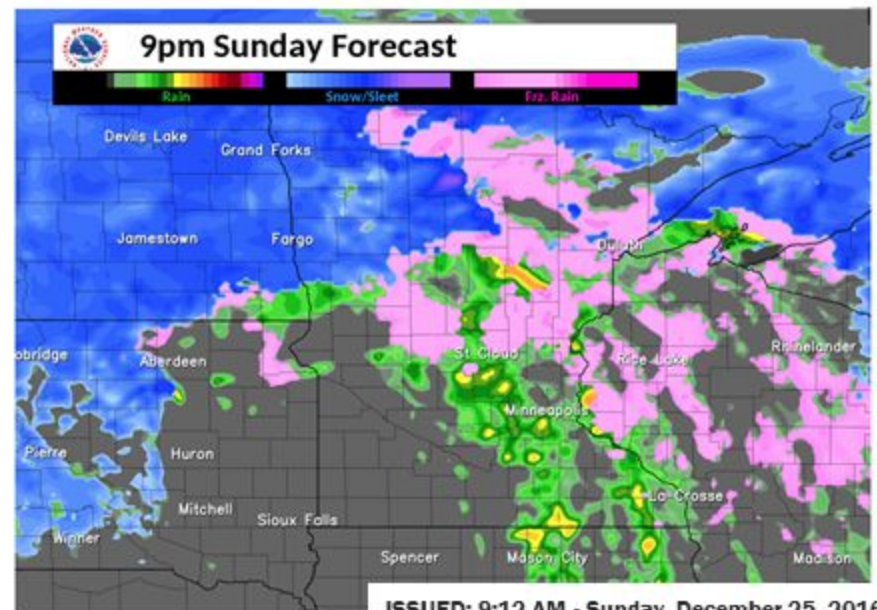 9pm Sunday Forecast
Rain Snow/Sleet Frz. Rain
Devils Lake
Grand Forks
Jamestown Fargo Duluth
obridge Aberdeen St Cloud Rice Lake Rhinelander
Minneapolis
Pierre Huron
Mitchell La Crosse
Sioux Falls
Winner Spencer Mason City Madison
ISSUED: 9:12 AM - Sunday, December 25, 2016